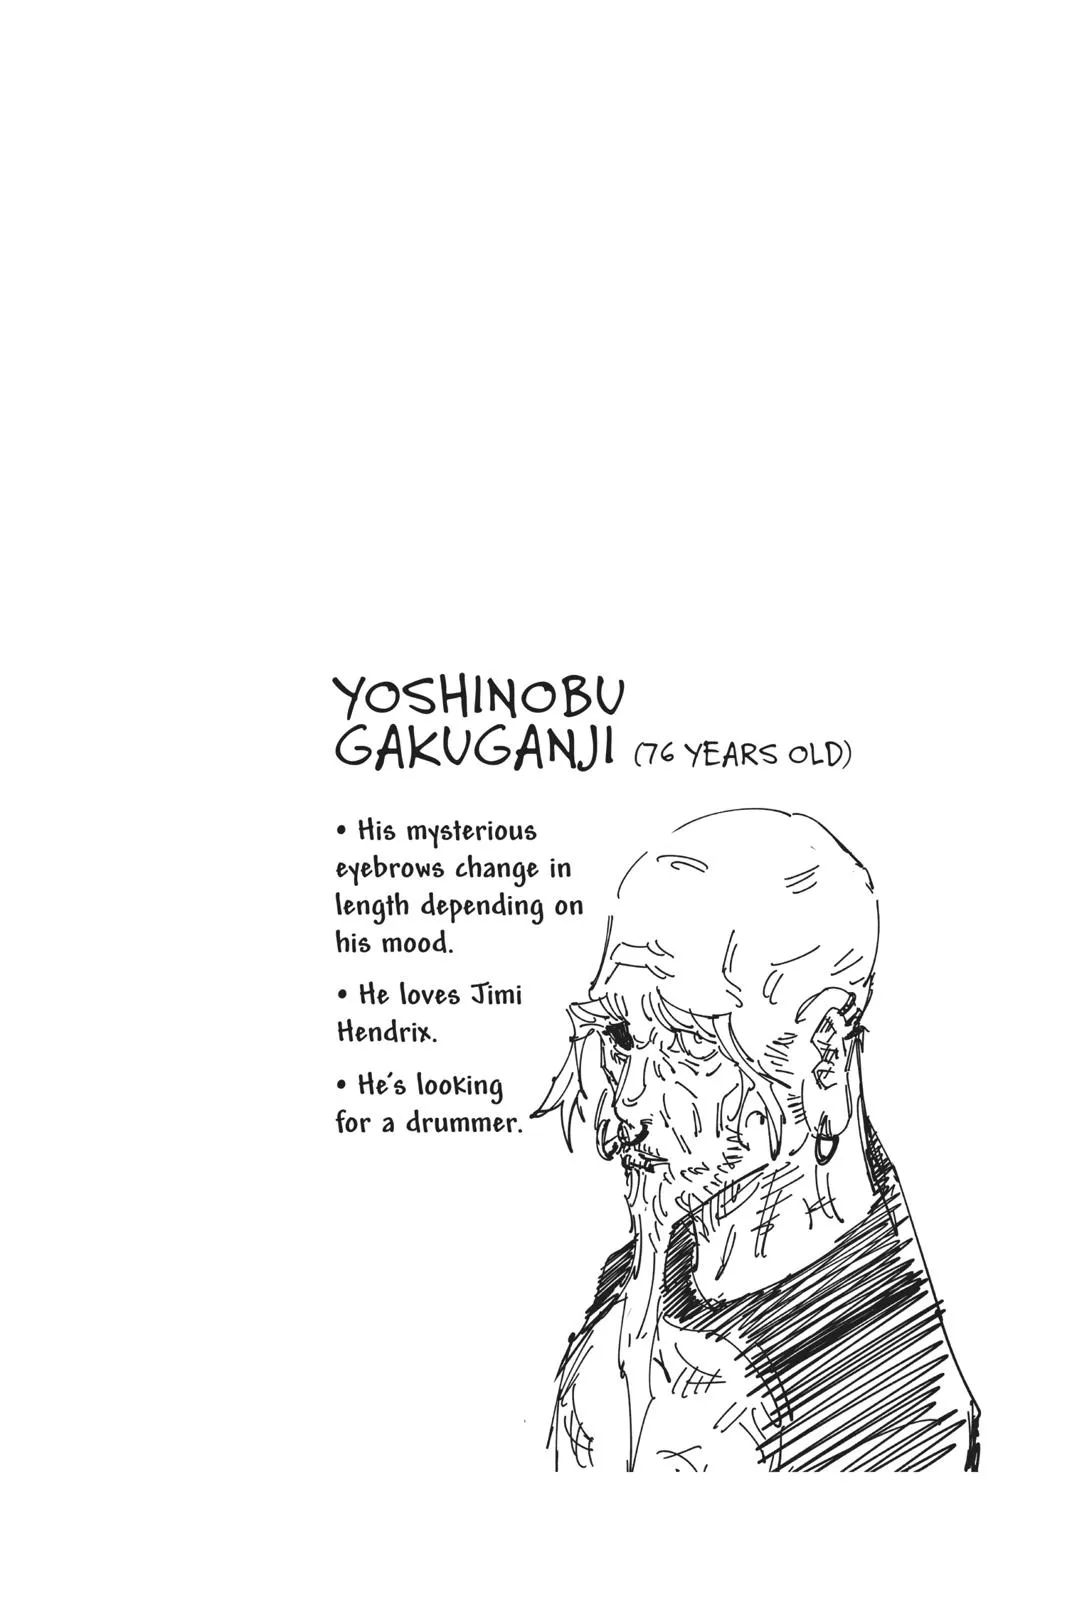 YOSHINOBU
GAKUGANJI (76 YEARS OLD)
• His mysterious
eyebrows change in
length depending on
his mood.
• He loves Jimi
Hendrix.
• He's looking
for a drummer.